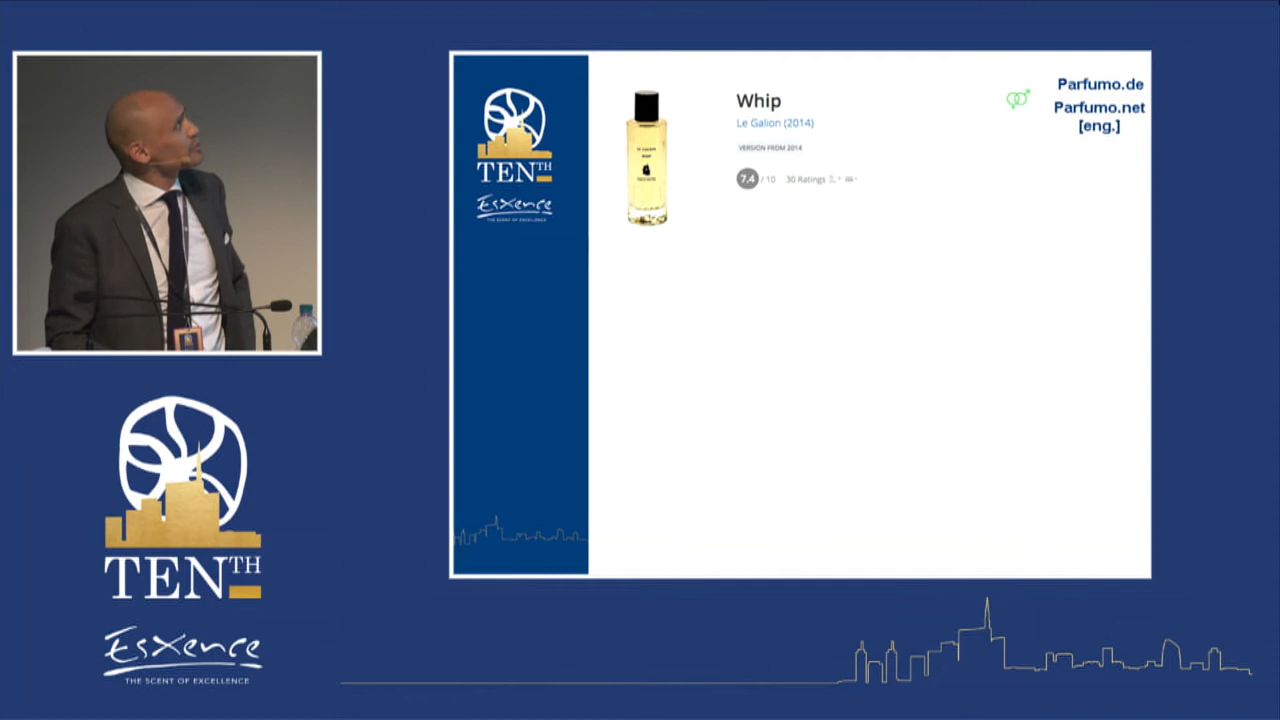 TENTH
EsXence
THE SCENT OF EXCELLENCE
TENTH
EsXence
THE SCENT OF EXCELLENCE
Whip
Le Galion (2014)
VERSION FROM 2014
7.4 / 10 30 Ratings
Parfumo.de
Parfumo.net
[eng.]